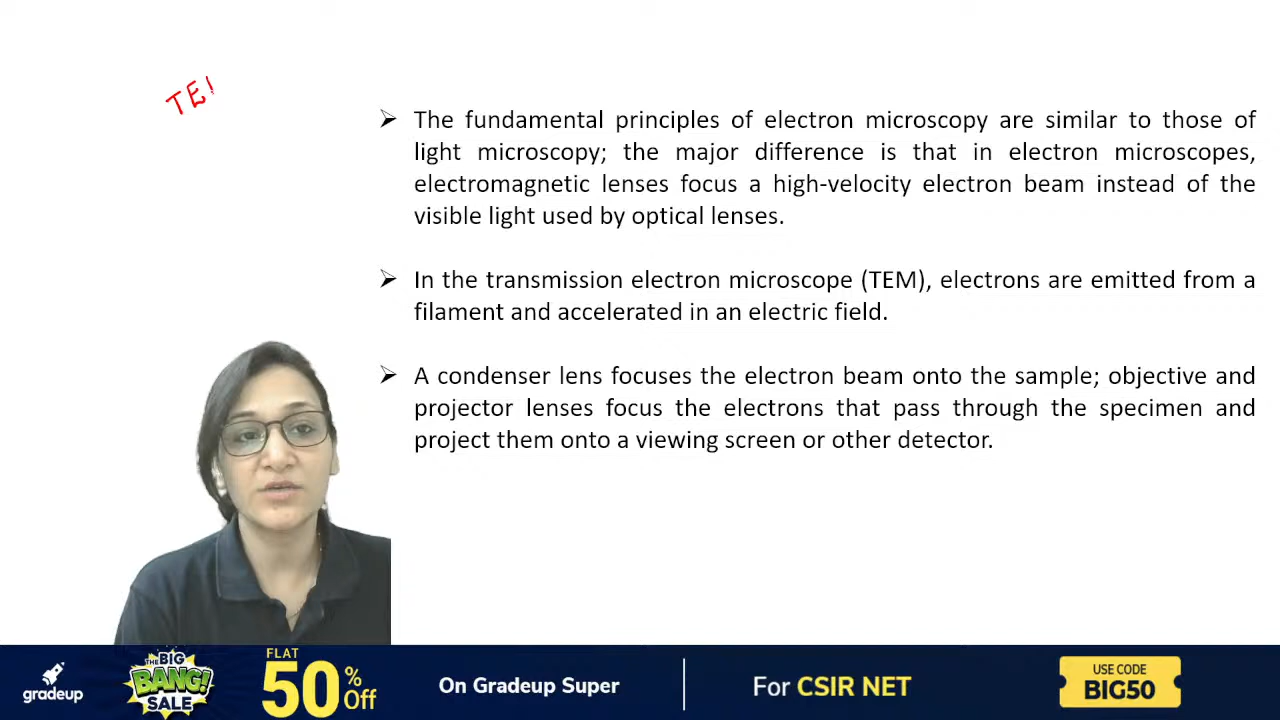 TE
➢ The fundamental principles of electron microscopy are similar to those of
light microscopy; the major difference is that in electron microscopes,
electromagnetic lenses focus a high-velocity electron beam instead of the
visible light used by optical lenses.
➢ In the transmission electron microscope (TEM), electrons are emitted from a
filament and accelerated in an electric field.
➢ A condenser lens focuses the electron beam onto the sample; objective and
projector lenses focus the electrons that pass through the specimen and
project them onto a viewing screen or other detector.
gradeup
THE BIG
BANG!
SALE
FLAT
50% Off
On Gradeup Super
For CSIR NET
USE CODE
BIG50